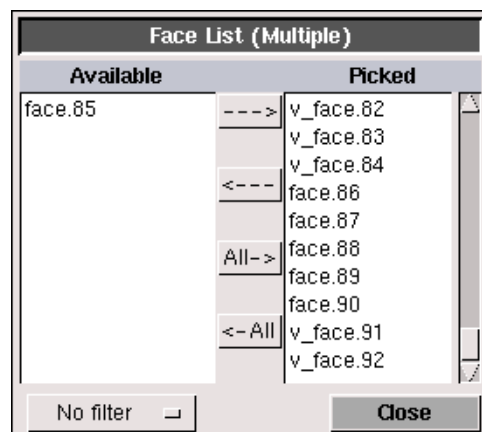 Face List (Multiple)
Available Picked
face.85
--->
<---
All->
<-All
v_face.82
v_face.83
v_face.84
face.86
face.87
face.88
face.89
face.90
v_face.91
v_face.92
No filter
Close